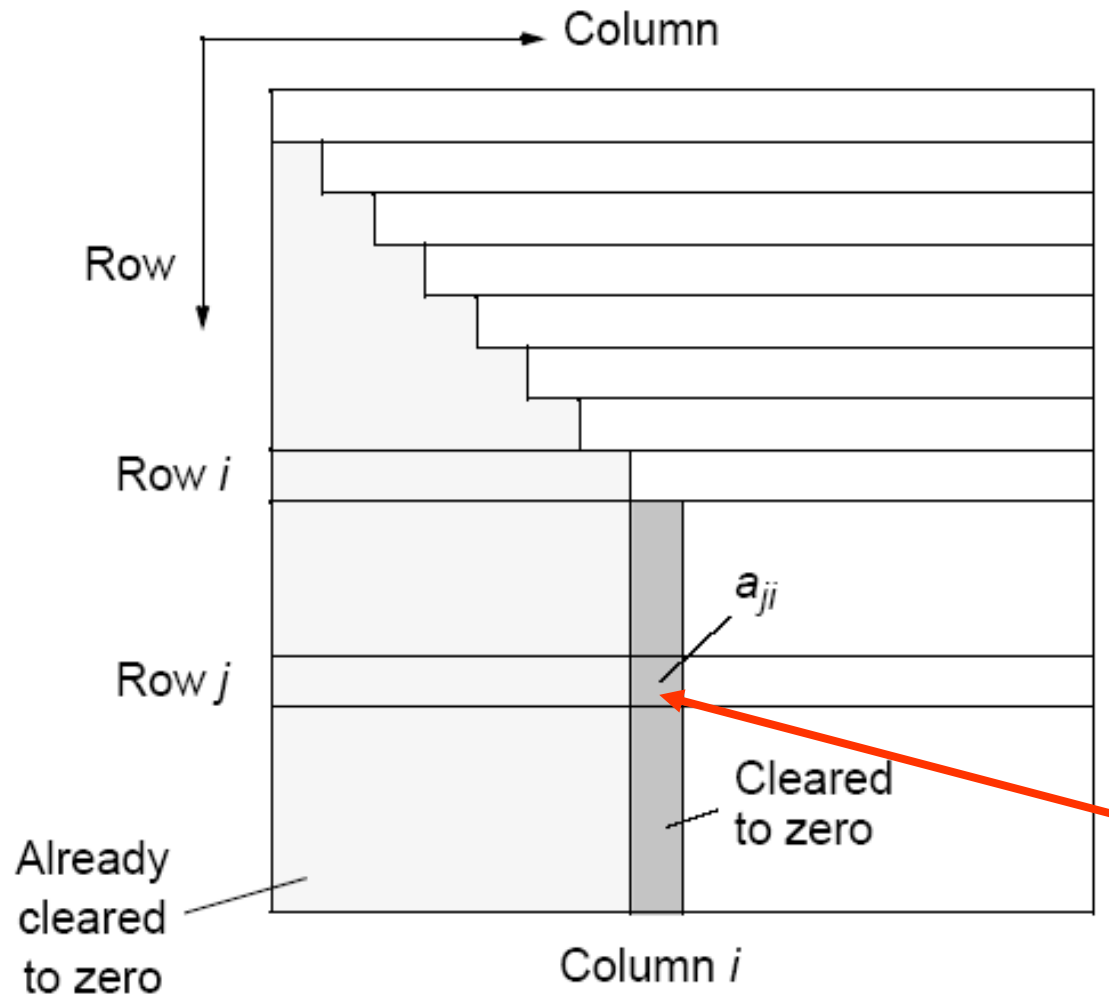 Column
Row
Row i
a_ji
Row j
Cleared
to zero
Already
cleared
to zero
Column i